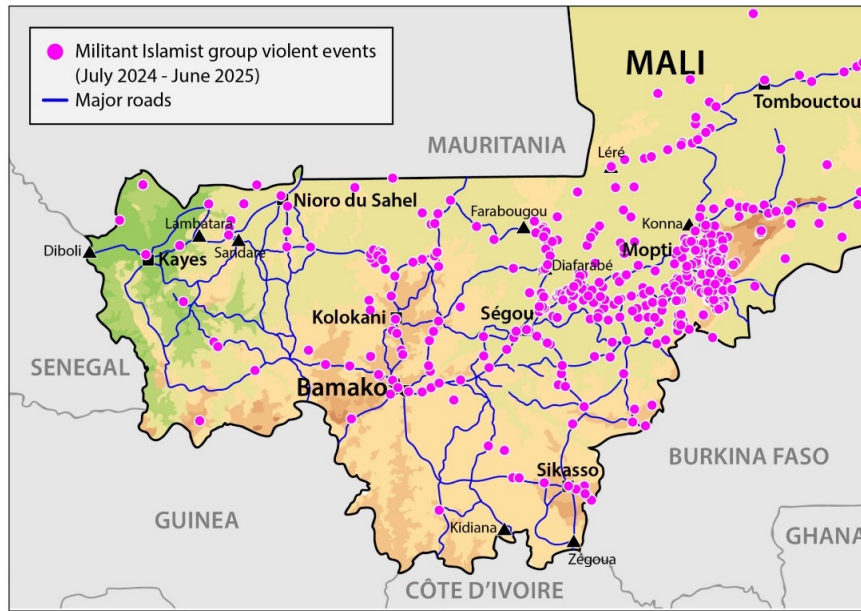 Militant Islamist group violent events
(July 2024 - June 2025)
Major roads
MALI
Tombouctou
MAURITANIA
Léré
Nioro du Sahel
Lambatara
Farabougou
Konna
Diboli
Sandaré
Kayes
Mopti
Diafarabé
Kolokani
Ségou
SENEGAL
Bamako
BURKINA FASO
Sikasso
GUINEA
Kidiana
GHANA
Zégoua
CÔTE D'IVOIRE